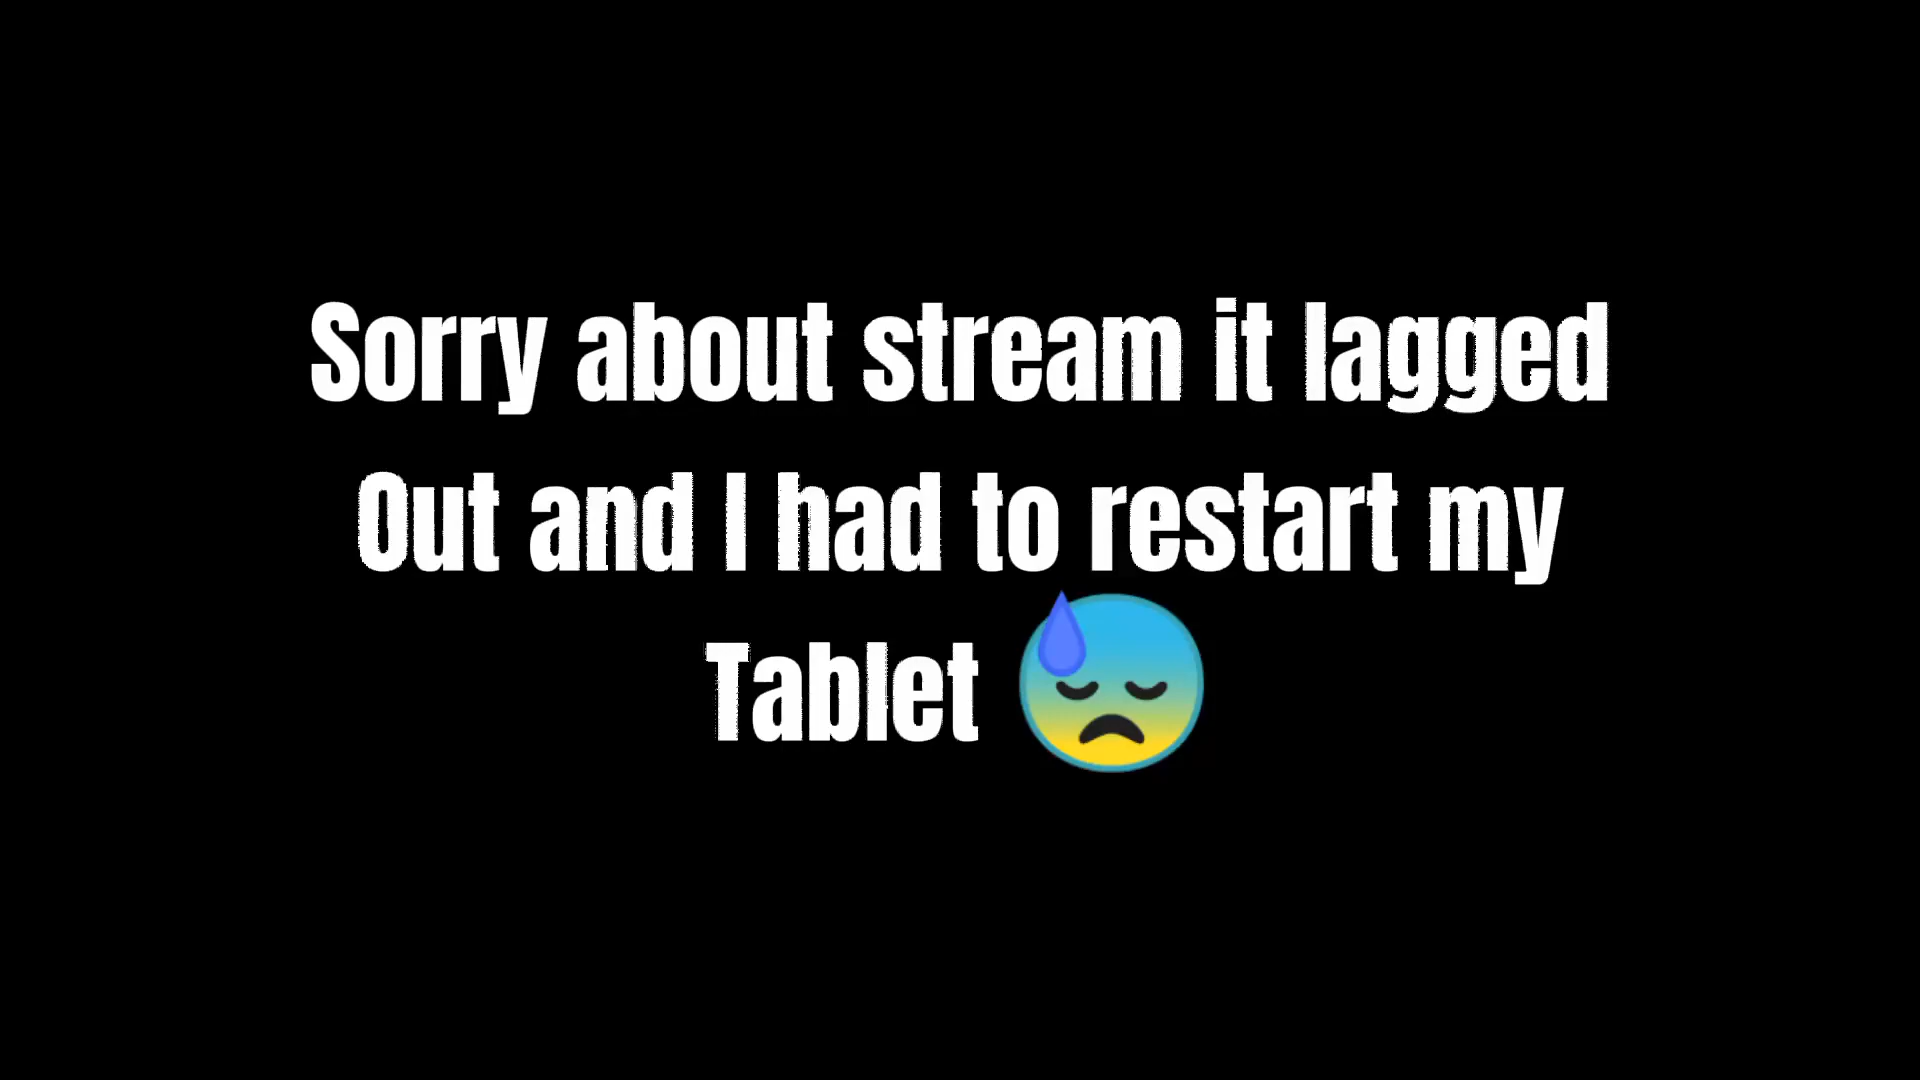 Sorry about stream it lagged
Out and I had to restart my
Tablet 😓